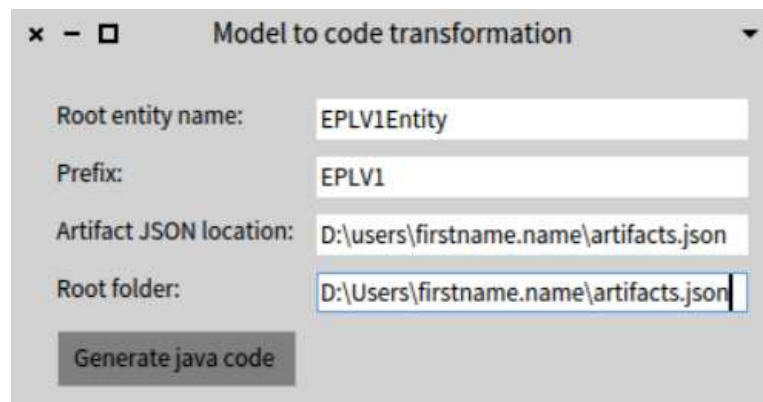 Model to code transformation
Root entity name: EPLV1Entity
Prefix: EPLV1
Artifact JSON location: D:\users\firstname.name\artifacts.json
Root folder: D:\Users\firstname.name\artifacts.json
Generate java code